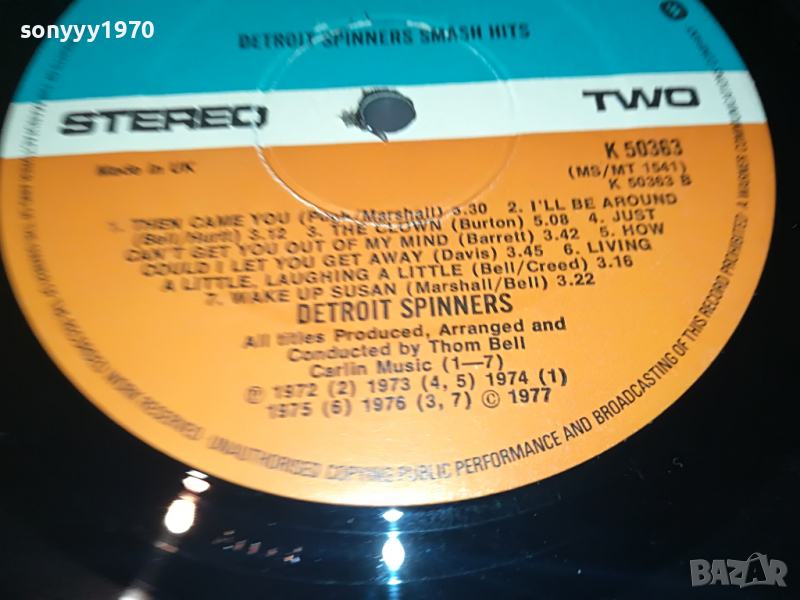 sonyyy1970
DETROIT SPINNERS SMASH HITS
STEREO TWO
Made in UK
K 50363
(MS/MT 1541)
K 50363 B
1. THEN CAME YOU (Pugh/Marshall) 3.30 2. I'LL BE AROUND
(Bell/Hurtt) 3.12 3. THE CLOWN (Burton) 5.08 4. JUST
CAN'T GET YOU OUT OF MY MIND (Barrett) 3.42 5. HOW
COULD I LET YOU GET AWAY (Davis) 3.45 6. LIVING
A LITTLE, LAUGHING A LITTLE (Bell/Creed) 3.16
7. WAKE UP SUSAN (Marshall/Bell) 3.22
DETROIT SPINNERS
All titles Produced, Arranged and
Conducted by Thom Bell
Carlin Music (1—7)
℗ 1972 (2) 1973 (4, 5) 1974 (1)
1975 (6) 1976 (3, 7) © 1977
UNAUTHORISED COPYING PUBLIC PERFORMANCE AND BROADCASTING OF THIS RECORD PROHIBITED
BAZAR